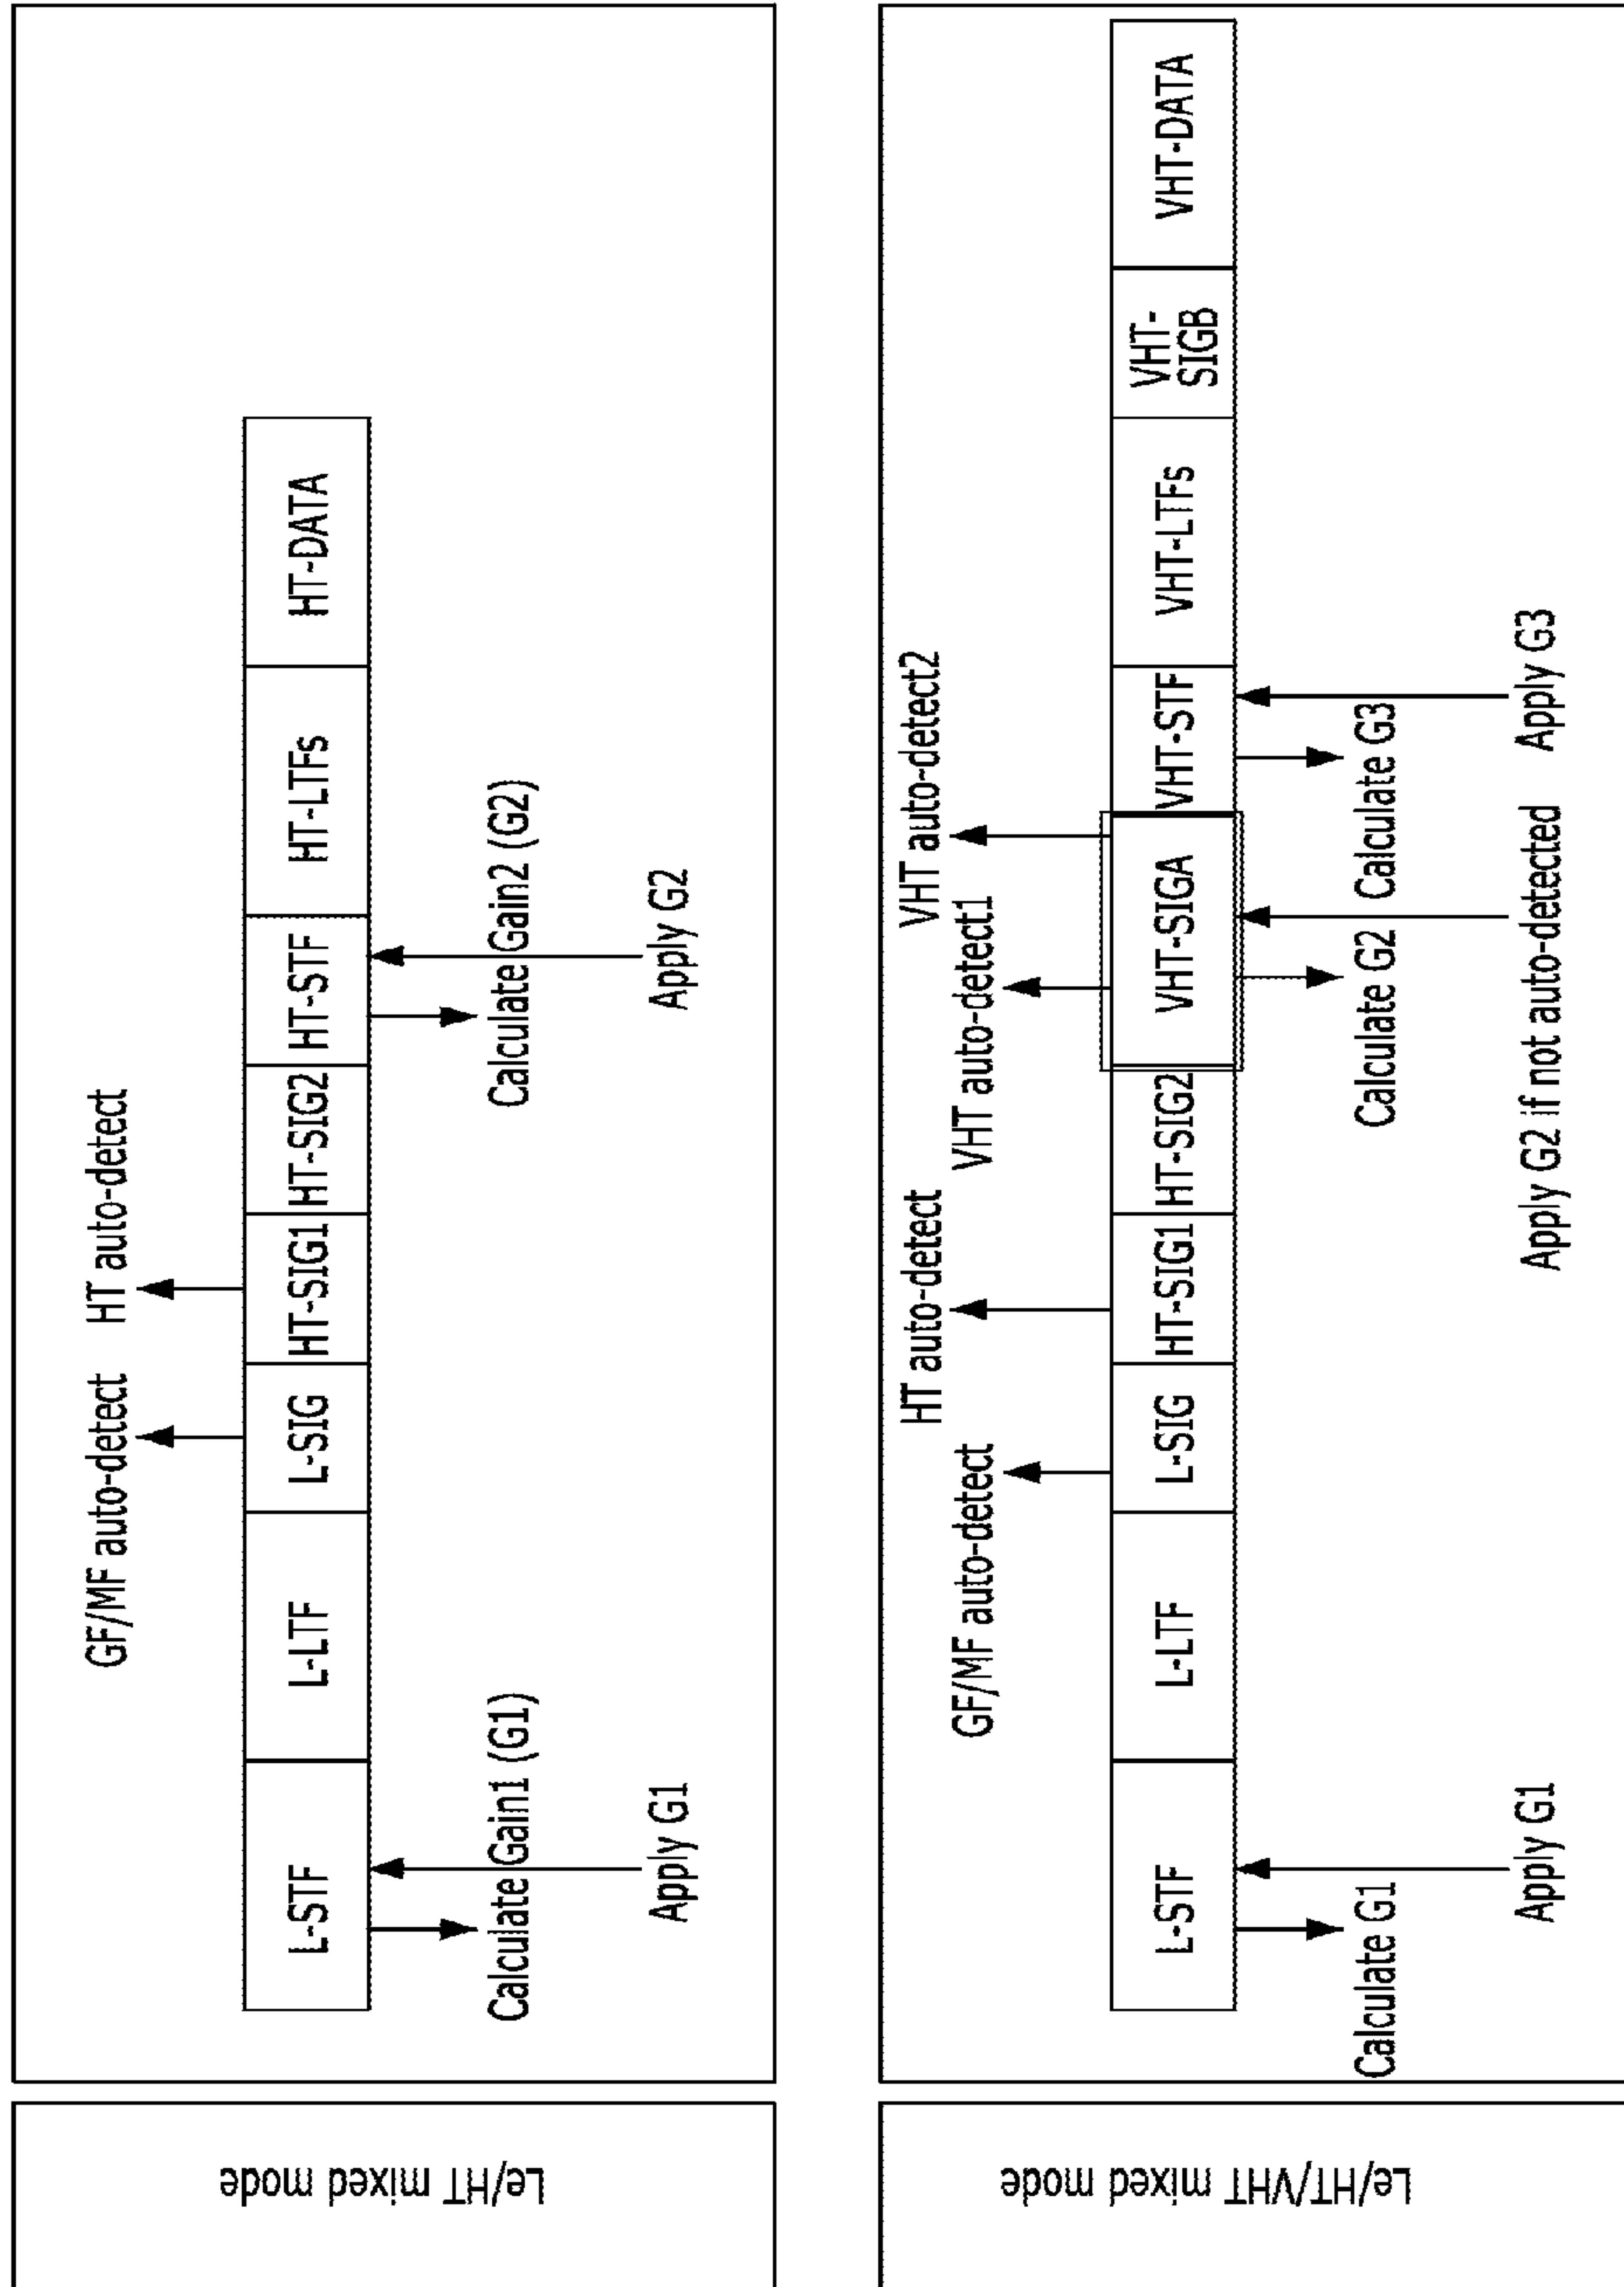 Le/HT mixed mode
GF/MF auto-detect
HT auto-detect
L-STF
L-LTF
L-SIG
HT-SIG1
HT-SIG2
HT-STF
HT-LTFs
HT-DATA
Calculate Gain1 (G1)
Calculate Gain2 (G2)
Apply G1
Apply G2
Le/HT/VHT mixed mode
HT auto-detect
VHT auto-detect2
GF/MF auto-detect
VHT auto-detect1
L-STF
L-LTF
L-SIG
HT-SIG1
HT-SIG2
VHT-SIGA
VHT-STF
VHT-LTFs
VHT-
SIGB
VHT-DATA
Calculate G1
Calculate G2
Calculate G3
Apply G1
Apply G2 if not auto-detected
Apply G3